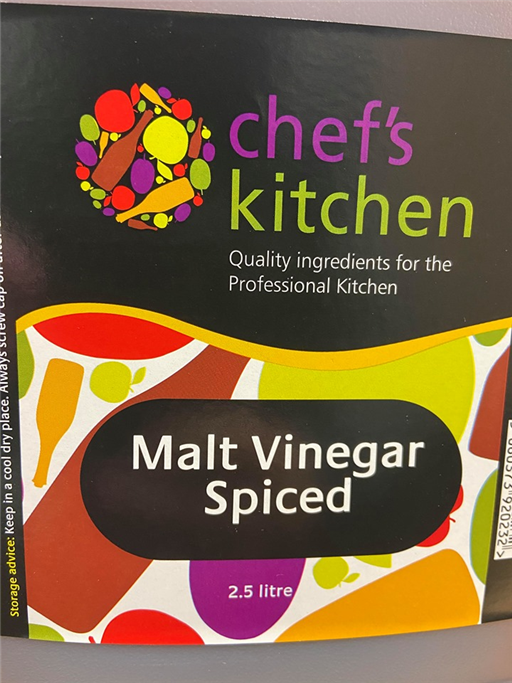 chef's
kitchen
Quality ingredients for the
Professional Kitchen
Malt Vinegar
Spiced
2.5 litre
Storage advice: Keep in a cool dry place. Always screw cap on